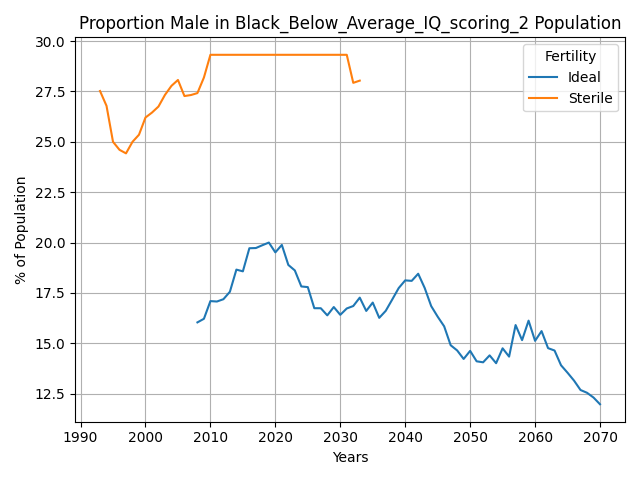 Proportion Male in Black_Below_Average_IQ_scoring_2 Population
Fertility
Ideal
Sterile
% of Population
30.0
27.5
25.0
22.5
20.0
17.5
15.0
12.5
1990 2000 2010 2020 2030 2040 2050 2060 2070
Years